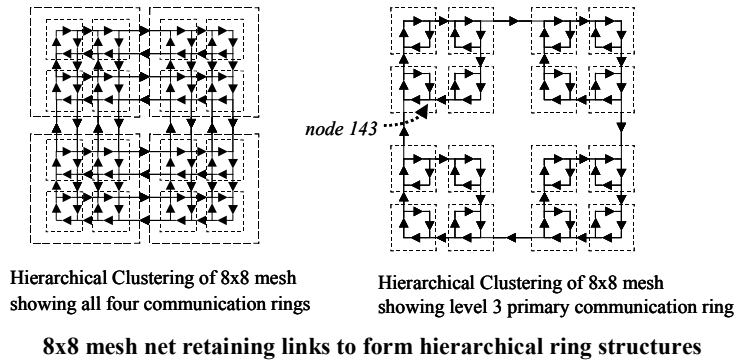 node 143
Hierarchical Clustering of 8x8 mesh
showing all four communication rings
Hierarchical Clustering of 8x8 mesh
showing level 3 primary communication ring
8x8 mesh net retaining links to form hierarchical ring structures